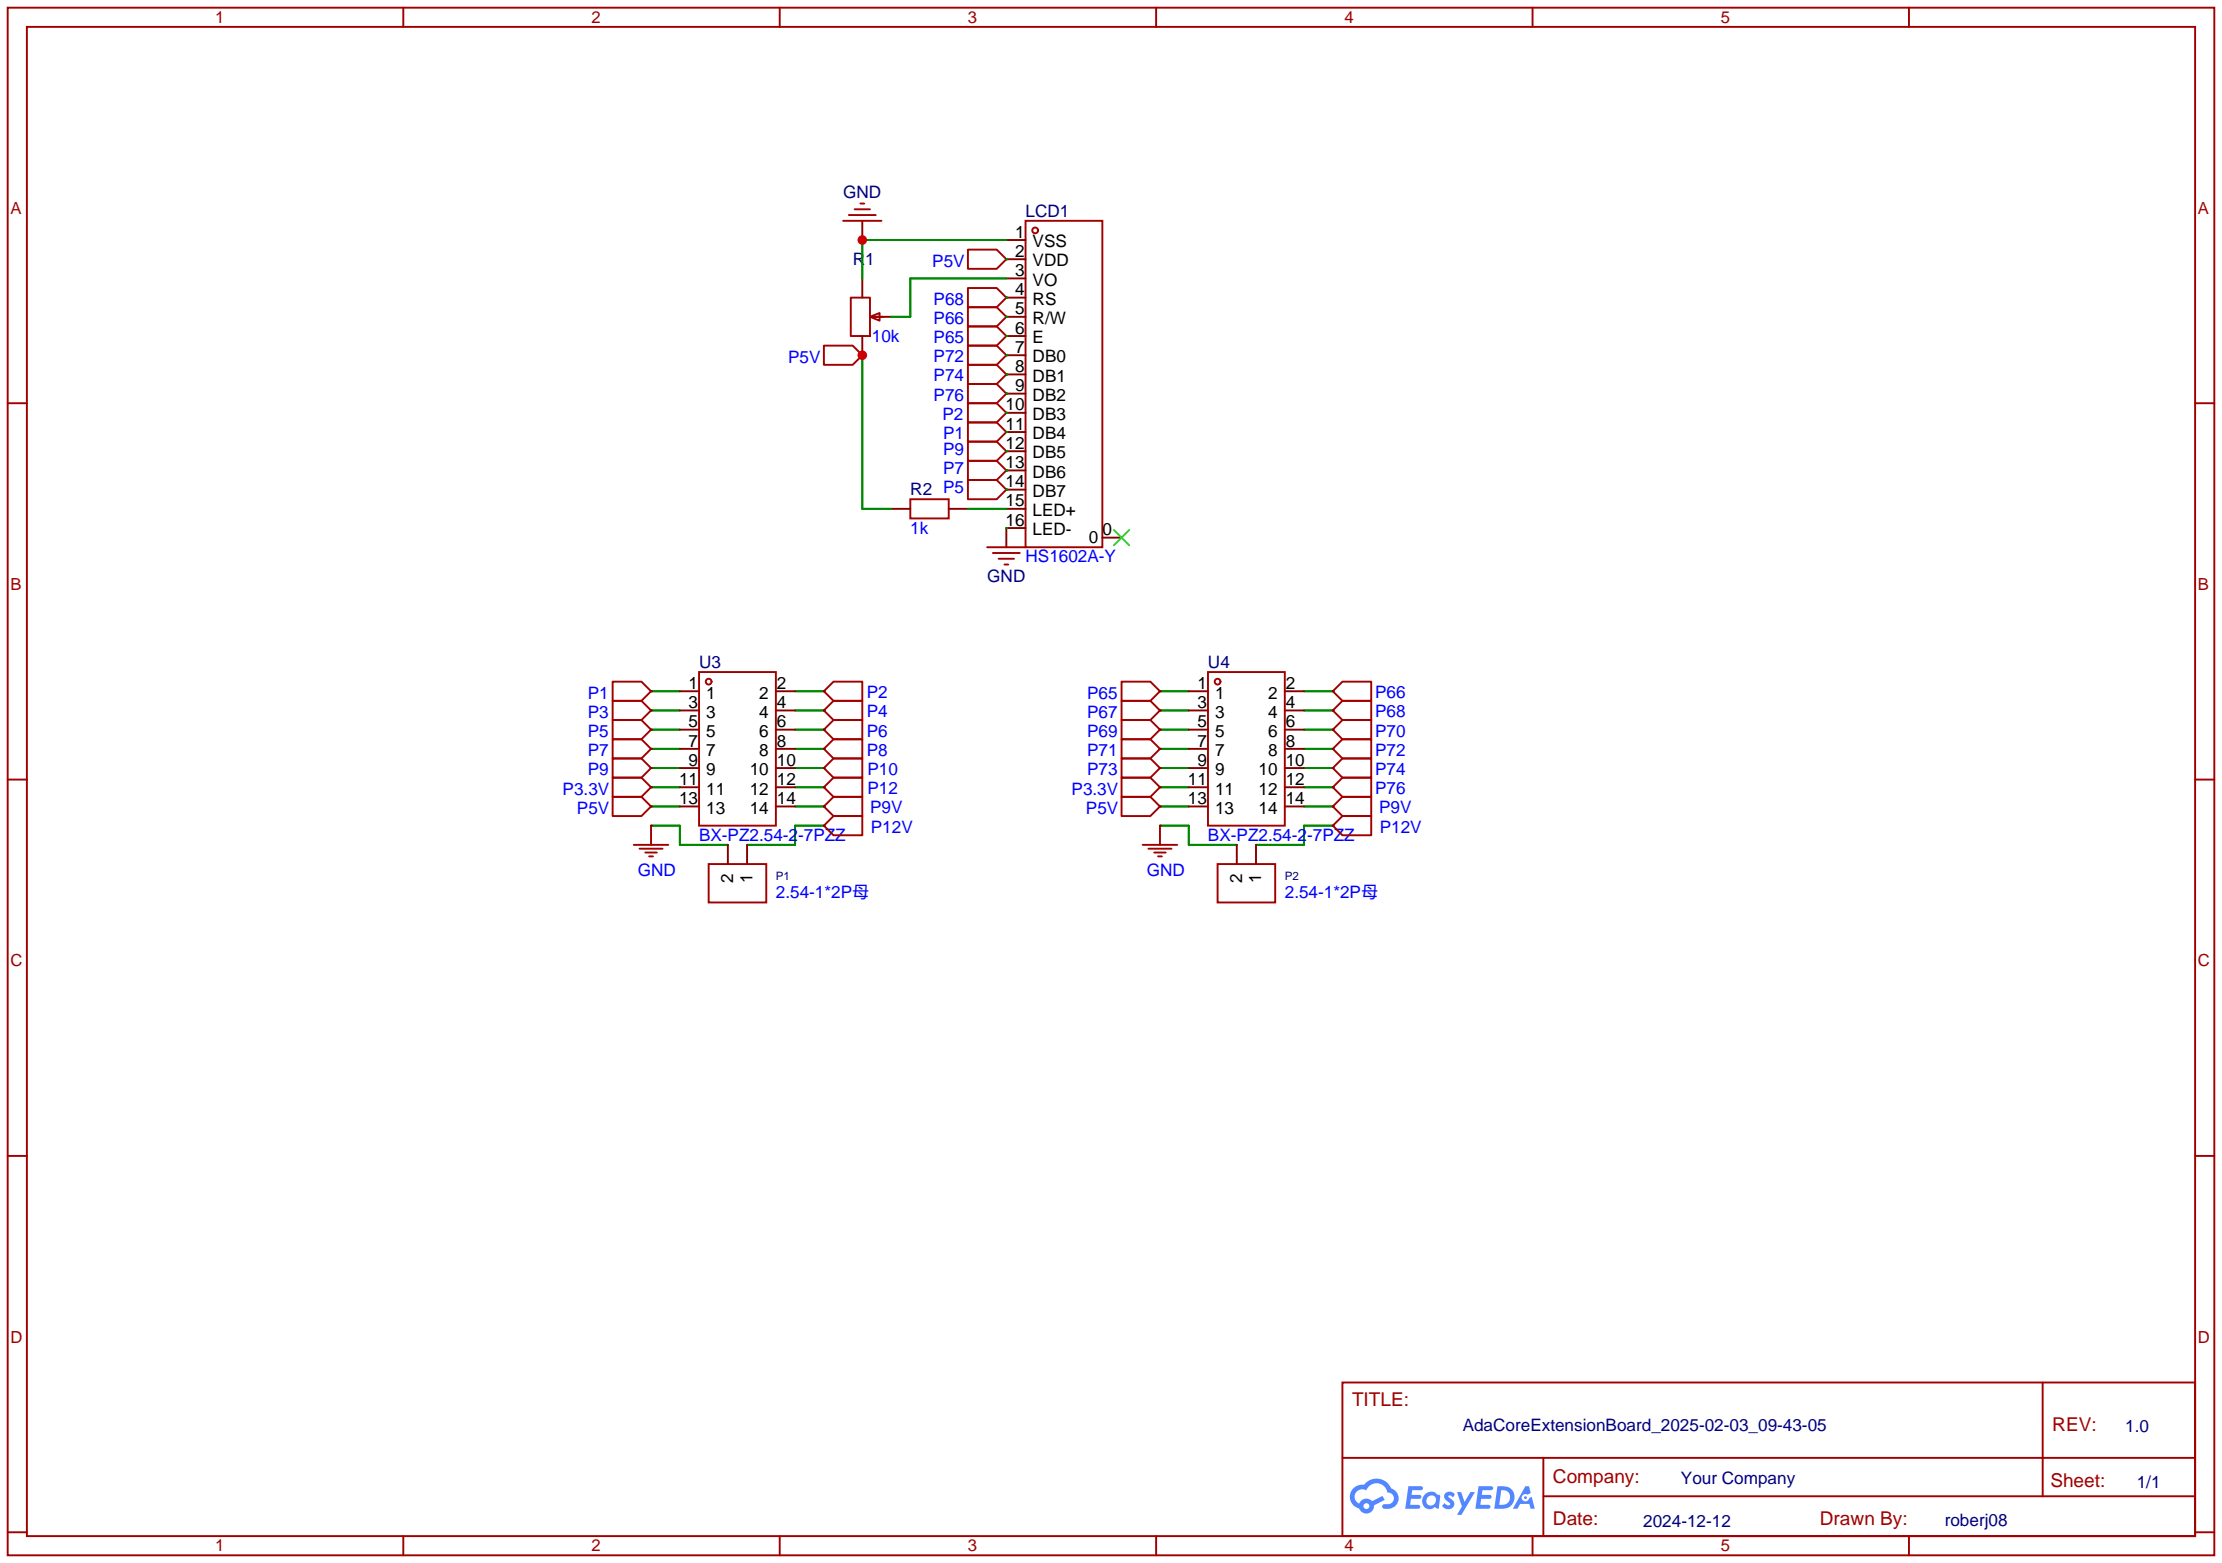 1 2 3 4 5
A A
GND
LCD1
R1
10k
P5V
P5V
1 VSS
2 VDD
3 VO
P68 4 RS
P66 5 R/W
P65 6 E
P72 7 DB0
P74 8 DB1
P76 9 DB2
P2 10 DB3
P1 11 DB4
P9 12 DB5
P7 13 DB6
P5 14 DB7
15 LED+
16 LED-
0 0
R2
1k
HS1602A-Y
GND
B B
U3
P1 1 1 2 2 P2
P3 3 3 4 4 P4
P5 5 5 6 6 P6
P7 7 7 8 8 P8
P9 9 9 10 10 P10
P3.3V 11 11 12 12 P12
P5V 13 13 14 14 P9V
P12V
BX-PZ2.54-2-7PZZ
GND
2 1
P1
2.54-1*2P母
U4
P65 1 1 2 2 P66
P67 3 3 4 4 P68
P69 5 5 6 6 P70
P71 7 7 8 8 P72
P73 9 9 10 10 P74
P3.3V 11 11 12 12 P76
P5V 13 13 14 14 P9V
P12V
BX-PZ2.54-2-7PZZ
GND
2 1
P2
2.54-1*2P母
C C
D D
TITLE:
AdaCoreExtensionBoard_2025-02-03_09-43-05
REV: 1.0
EasyEDA
Company: Your Company
Sheet: 1/1
Date: 2024-12-12
Drawn By: roberj08
1 2 3 4 5